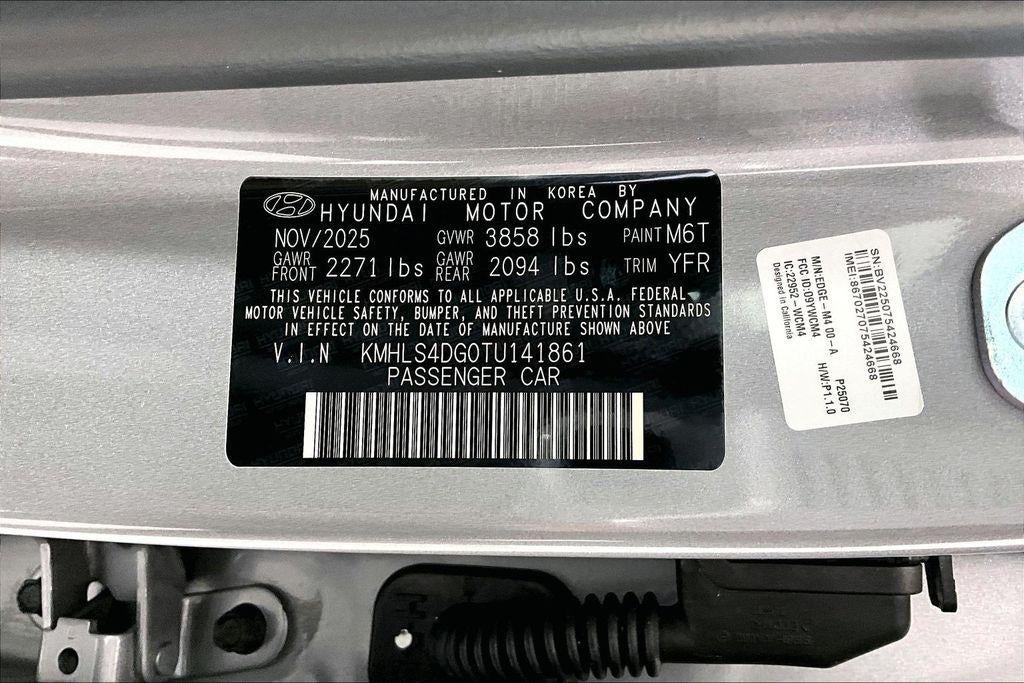 MANUFACTURED IN KOREA BY
HYUNDAI MOTOR COMPANY
NOV/2025 GVWR 3858 lbs PAINT M6T
GAWR FRONT 2271 lbs GAWR REAR 2094 lbs TRIM YFR
THIS VEHICLE CONFORMS TO ALL APPLICABLE U.S.A. FEDERAL
MOTOR VEHICLE SAFETY, BUMPER, AND THEFT PREVENTION STANDARDS
IN EFFECT ON THE DATE OF MANUFACTURE SHOWN ABOVE
V.I.N KMHLS4DG0TU141861
PASSENGER CAR
SN:BV225075424668
IMEI:867027075424668
P25070
M/N:EDGE-M4 00-A H/W:P1.1.0
FCC ID:O9YWCM4
IC:22952-WCM4
Designed in California